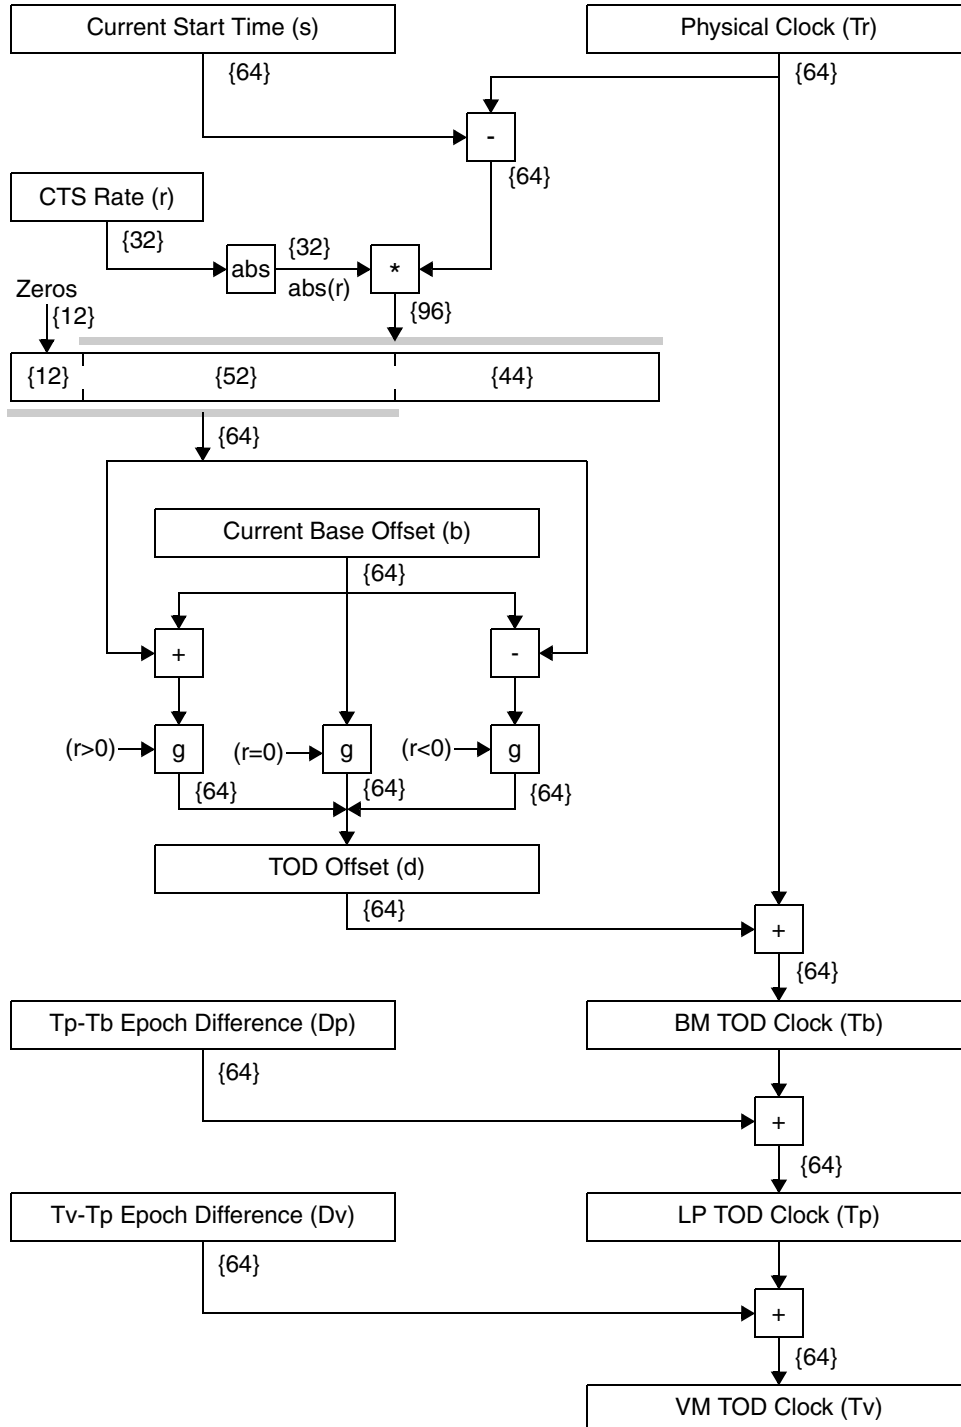 Current Start Time (s)
Physical Clock (Tr)
{64}
{64}
-
{64}
CTS Rate (r)
{32}
{32}
abs
*
abs(r)
Zeros
{12}
{96}
{12}
{52}
{44}
{64}
Current Base Offset (b)
{64}
+
-
(r>0)
g
(r=0)
g
(r<0)
g
{64}
{64}
{64}
TOD Offset (d)
{64}
+
{64}
Tp-Tb Epoch Difference (Dp)
BM TOD Clock (Tb)
{64}
+
{64}
Tv-Tp Epoch Difference (Dv)
LP TOD Clock (Tp)
{64}
+
{64}
VM TOD Clock (Tv)